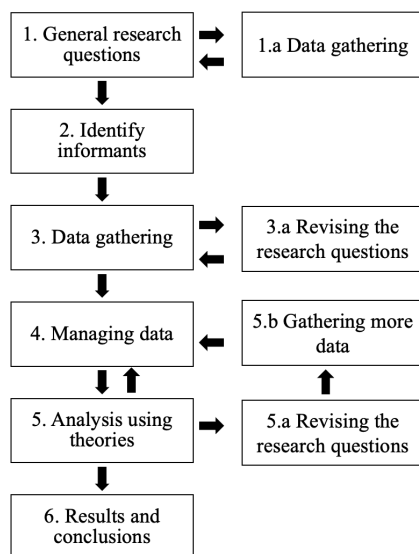 1. General research
questions
1.a Data gathering
2. Identify
informants
3. Data gathering
3.a Revising the
research questions
4. Managing data
5.b Gathering more
data
5. Analysis using
theories
5.a Revising the
research questions
6. Results and
conclusions